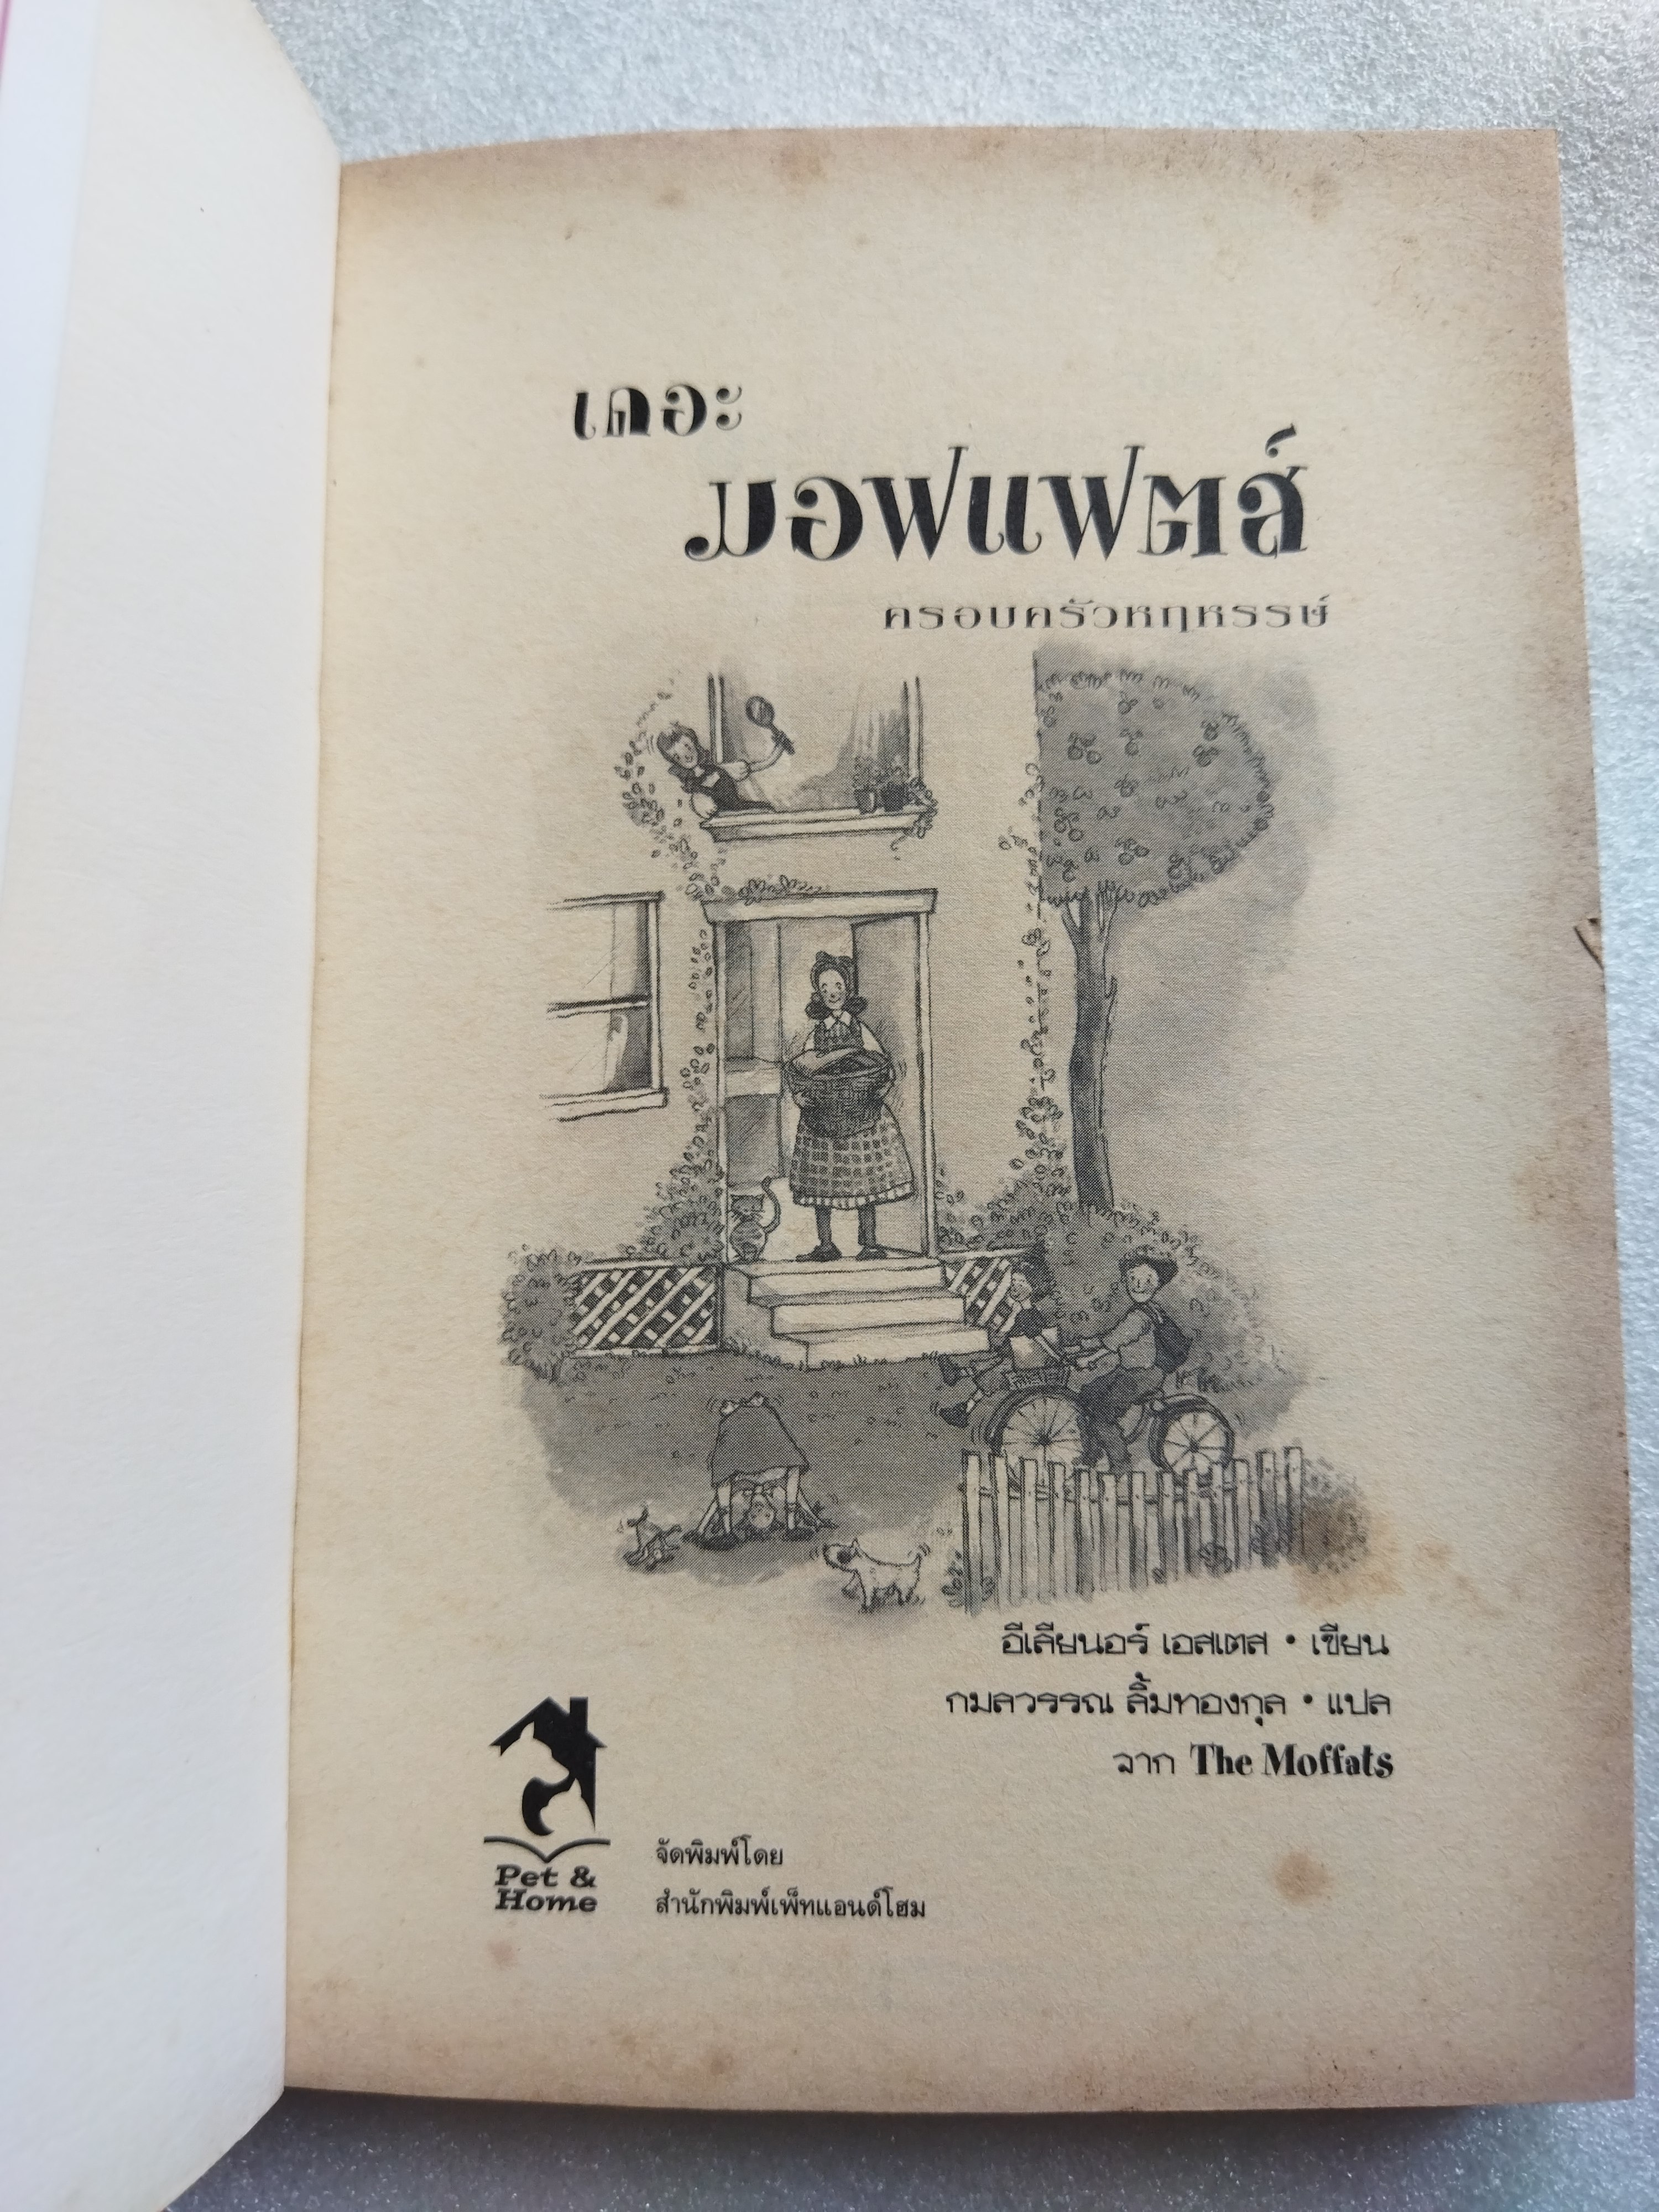 เดอะ
มอฟแฟตส์
ครอบครัวหฤหรรษ์
อีเลียนอร์ เอสเตส • เขียน
กมลวรรณ ลิ้มทองกุล • แปล
จาก The Moffats
Pet &
Home
จัดพิมพ์โดย
สำนักพิมพ์เพ็ทแอนด์โฮม